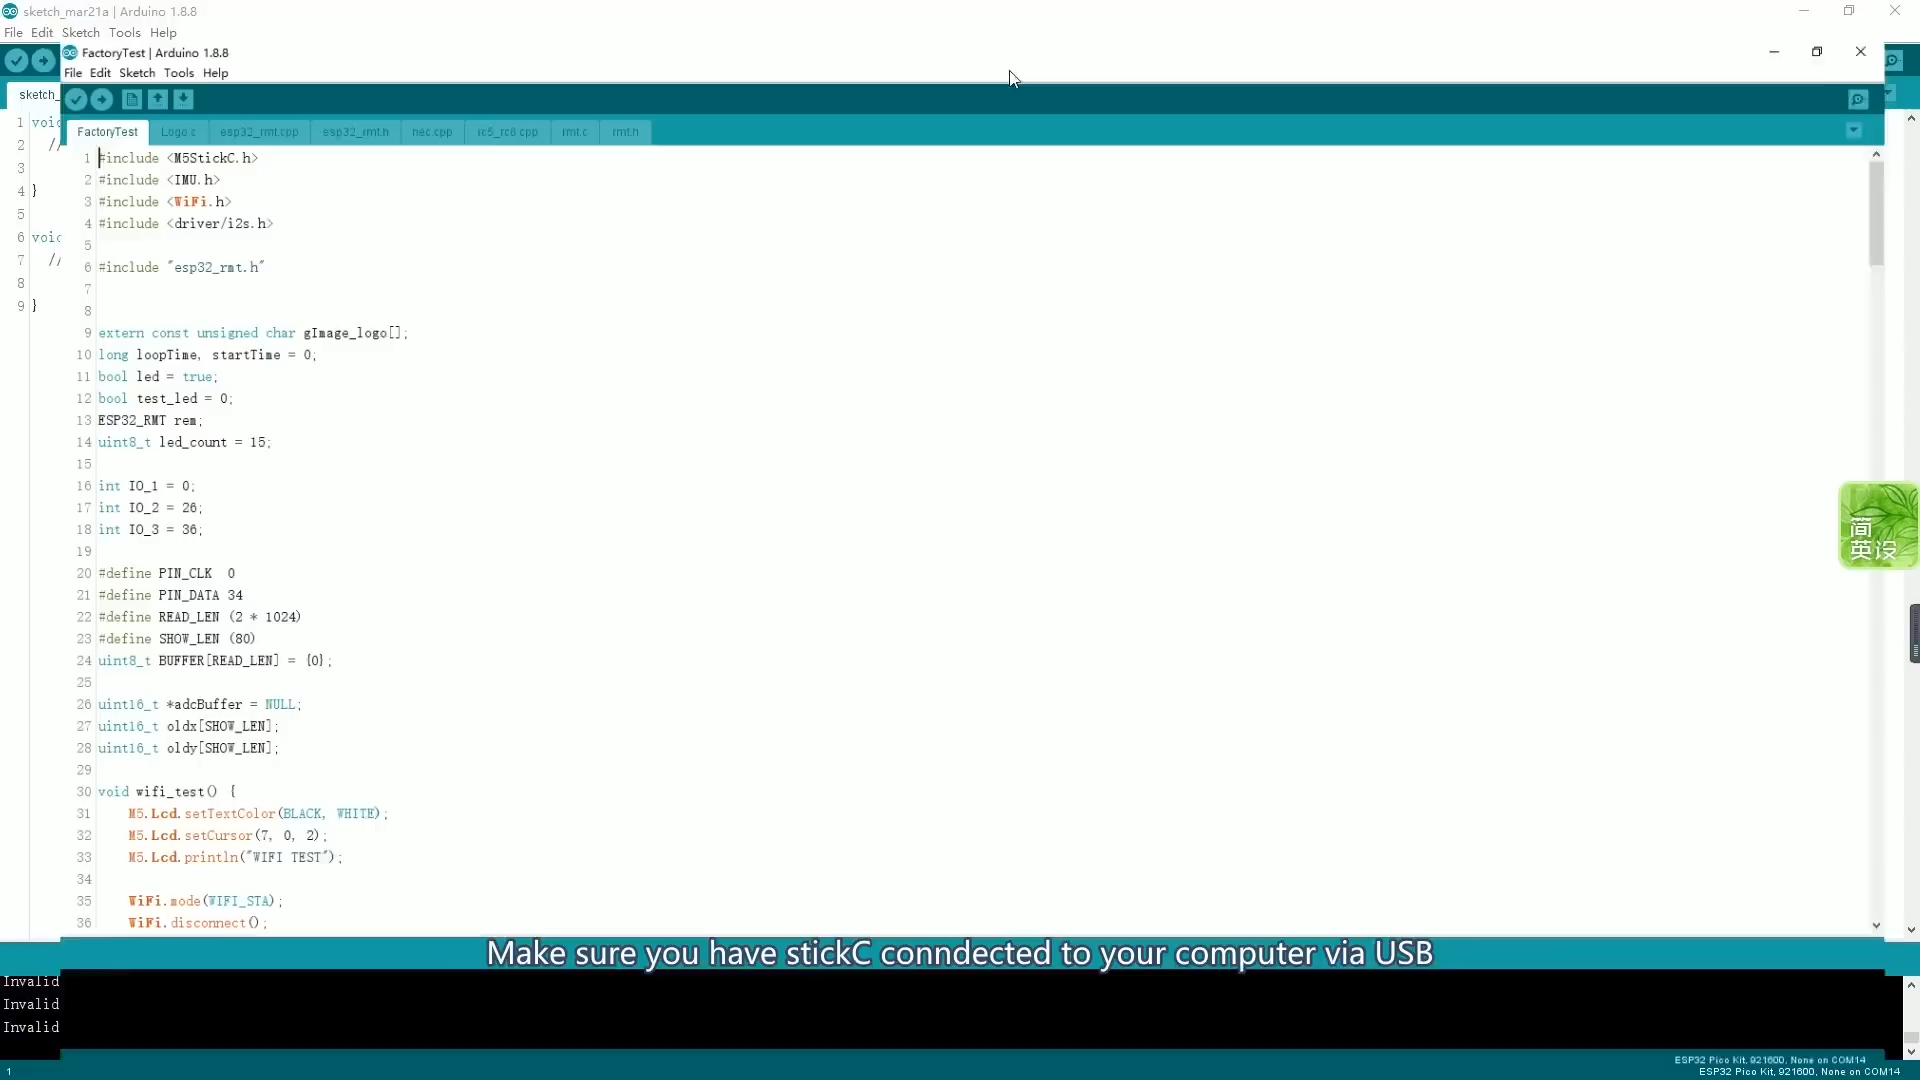 sketch_mar21a | Arduino 1.8.8
File Edit Sketch Tools Help
FactoryTest | Arduino 1.8.8
File Edit Sketch Tools Help
sketch_
FactoryTest Logo.c esp32_rmt.cpp esp32_rmt.h nec.cpp rc5_rc6.cpp rmt.c rmt.h
1 void
2 //
3
4 }
5
6 void
7 //
8
9 }
1 #include <M5StickC.h>
2 #include <IMU.h>
3 #include <WiFi.h>
4 #include <driver/i2s.h>
5
6 #include "esp32_rmt.h"
7
8
9 extern const unsigned char gImage_logo[];
10 long loopTime, startTime = 0;
11 bool led = true;
12 bool test_led = 0;
13 ESP32_RMT rem;
14 uint8_t led_count = 15;
15
16 int IO_1 = 0;
17 int IO_2 = 26;
18 int IO_3 = 36;
19
20 #define PIN_CLK  0
21 #define PIN_DATA 34
22 #define READ_LEN (2 * 1024)
23 #define SHOW_LEN (80)
24 uint8_t BUFFER[READ_LEN] = {0};
25
26 uint16_t *adcBuffer = NULL;
27 uint16_t oldx[SHOW_LEN];
28 uint16_t oldy[SHOW_LEN];
29
30 void wifi_test() {
31 M5.Lcd.setTextColor(BLACK, WHITE);
32 M5.Lcd.setCursor(7, 0, 2);
33 M5.Lcd.println("WIFI TEST");
34
35 WiFi.mode(WIFI_STA);
36 WiFi.disconnect();
简
英设
Make sure you have stickC conndected to your computer via USB
Invalid
Invalid
Invalid
ESP32 Pico Kit, 921600, None on COM14
1 ESP32 Pico Kit, 921600, None on COM14